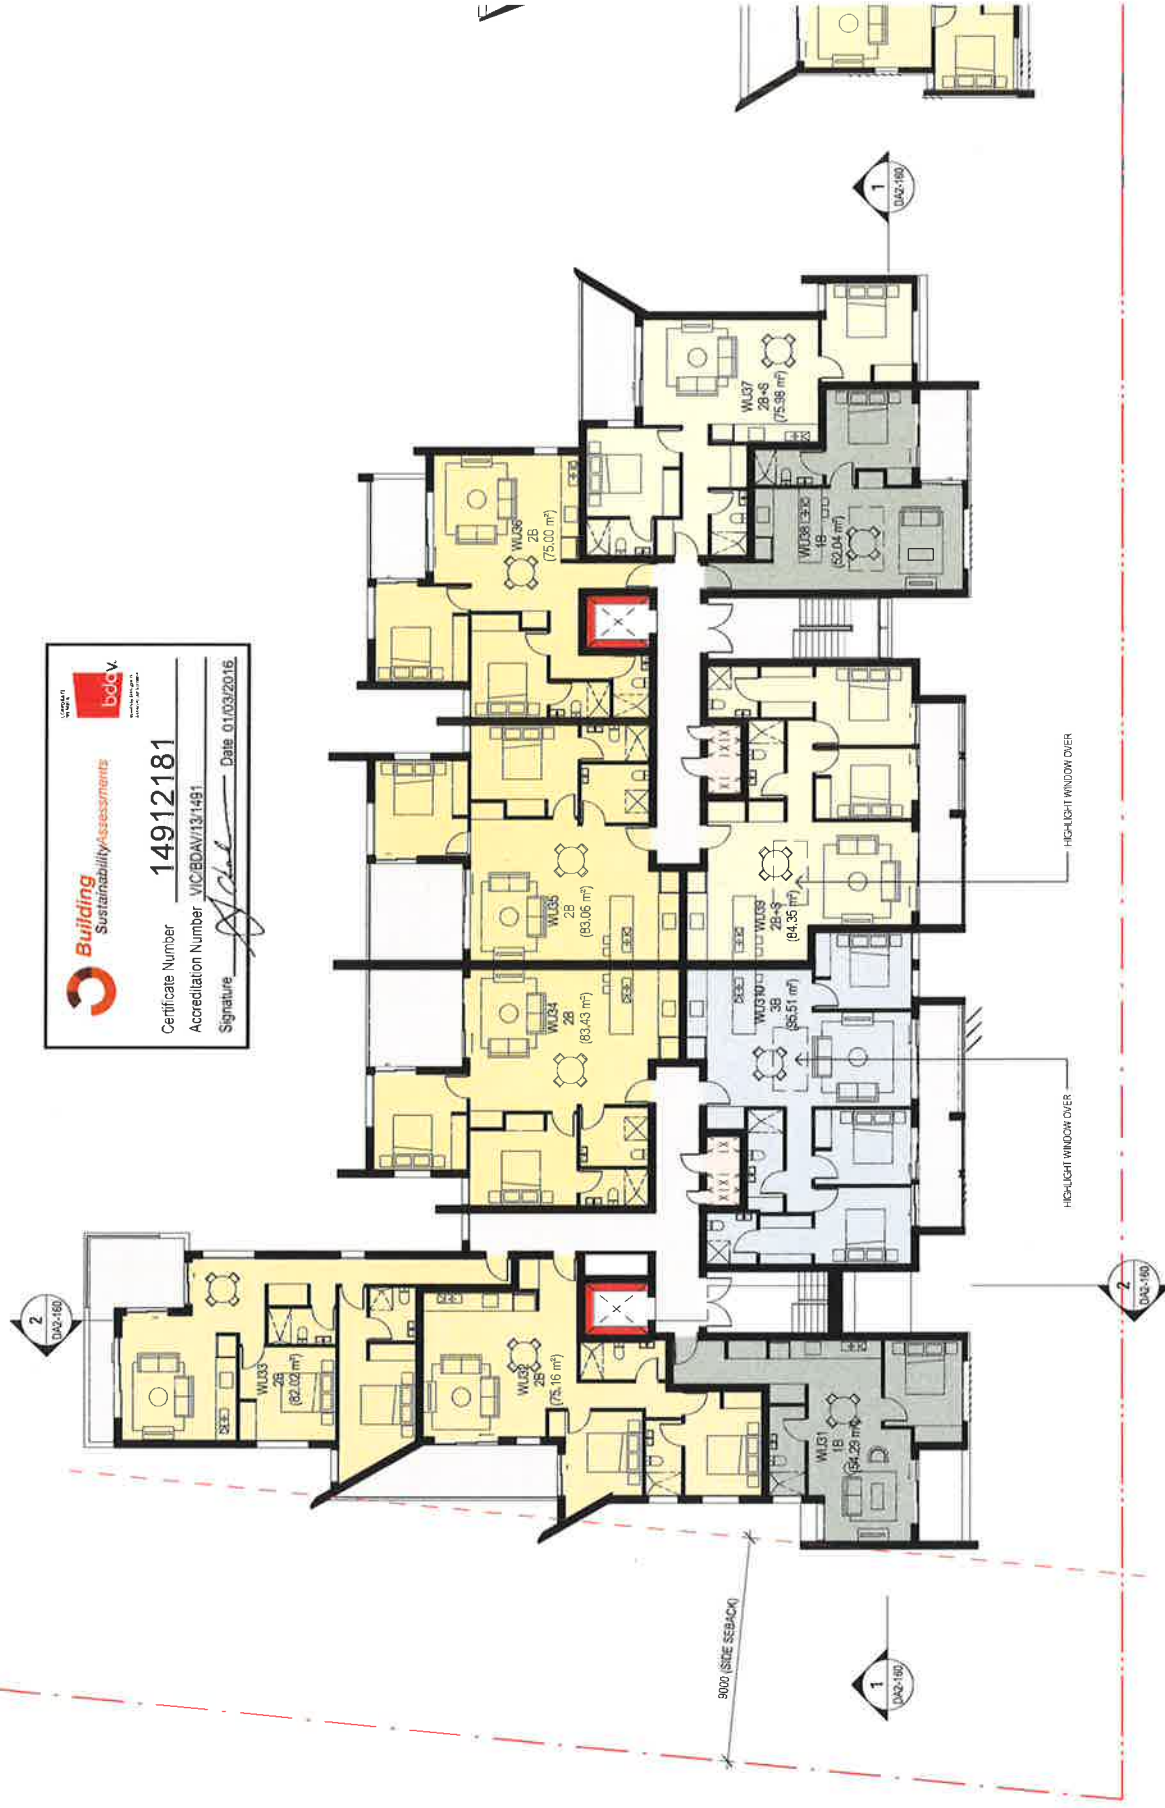 Building
SustainabilityAssessments
bdav.
Certificate Number 14912181
Accreditation Number VIC/BDAV/13/1491
Signature Date 01/03/2016
2
DA2-160
WU33
2B
(82.02 m²)
WU32
2B
(75.16 m²)
WU31
1B
(54.29 m²)
WU34
2B
(83.43 m²)
WU35
2B
(83.06 m²)
WU36
2B
(75.00 m²)
WU37
2B+S
(75.98 m²)
WU38
1B
(52.04 m²)
WU39
2B+S
(84.35 m²)
WU310
3B
(95.51 m²)
HIGHLIGHT WINDOW OVER
HIGHLIGHT WINDOW OVER
9000 (SIDE SEBACK)
1
DA2-160
1
DA2-160
2
DA2-160